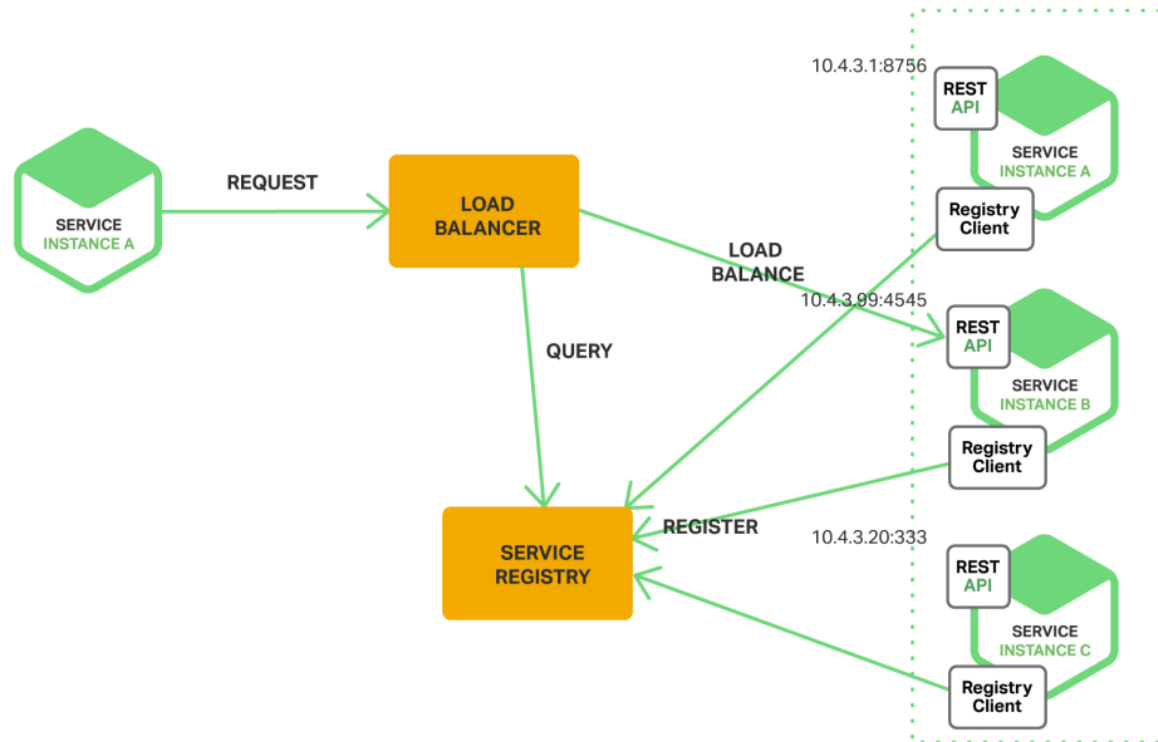 SERVICE
INSTANCE A
REQUEST
LOAD
BALANCER
LOAD
BALANCE
QUERY
SERVICE
REGISTRY
REGISTER
10.4.3.1:8756
REST
API
SERVICE
INSTANCE A
Registry
Client
10.4.3.99:4545
REST
API
SERVICE
INSTANCE B
Registry
Client
10.4.3.20:333
REST
API
SERVICE
INSTANCE C
Registry
Client